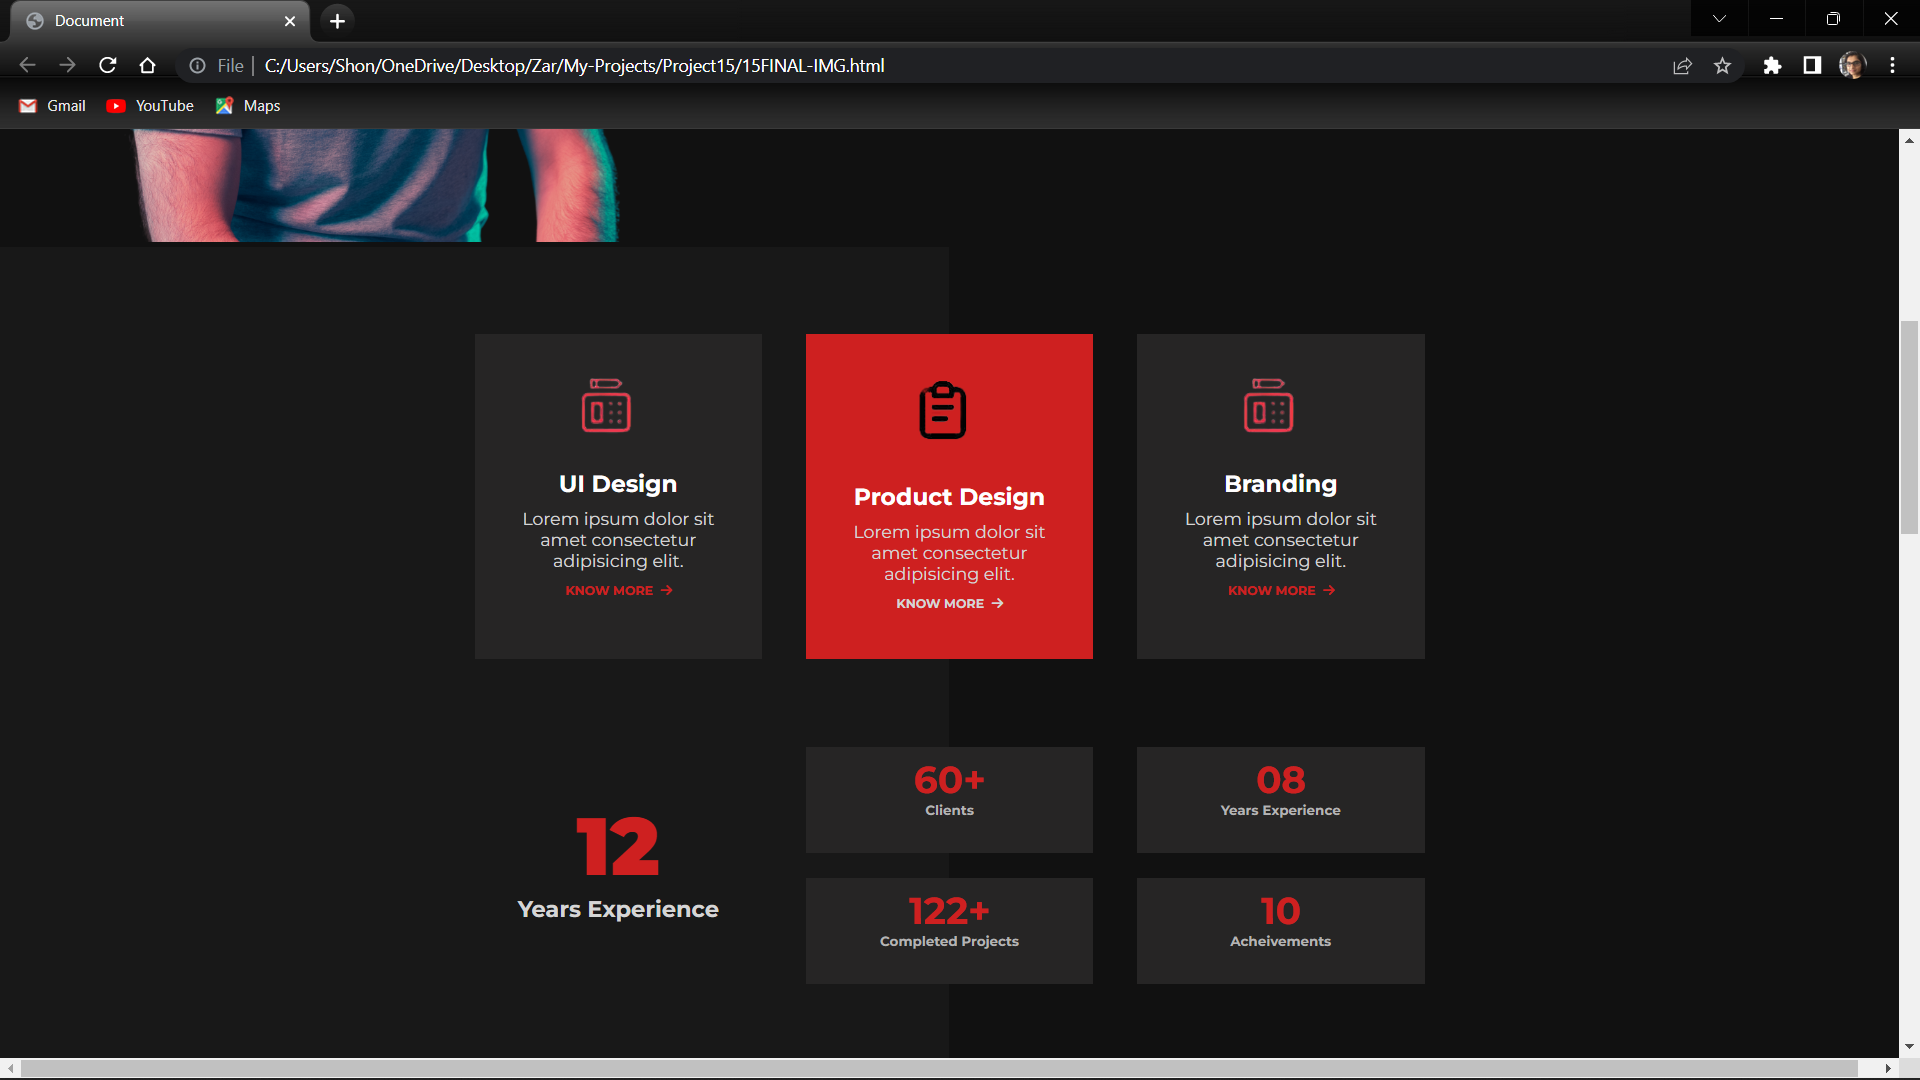 Document
File
C:/Users/Shon/OneDrive/Desktop/Zar/My-Projects/Project15/15FINAL-IMG.html
Gmail
YouTube
Maps
UI Design
Lorem ipsum dolor sit
amet consectetur
adipisicing elit.
KNOW MORE →
Product Design
Lorem ipsum dolor sit
amet consectetur
adipisicing elit.
KNOW MORE →
Branding
Lorem ipsum dolor sit
amet consectetur
adipisicing elit.
KNOW MORE →
12
Years Experience
60+
Clients
08
Years Experience
122+
Completed Projects
10
Acheivements